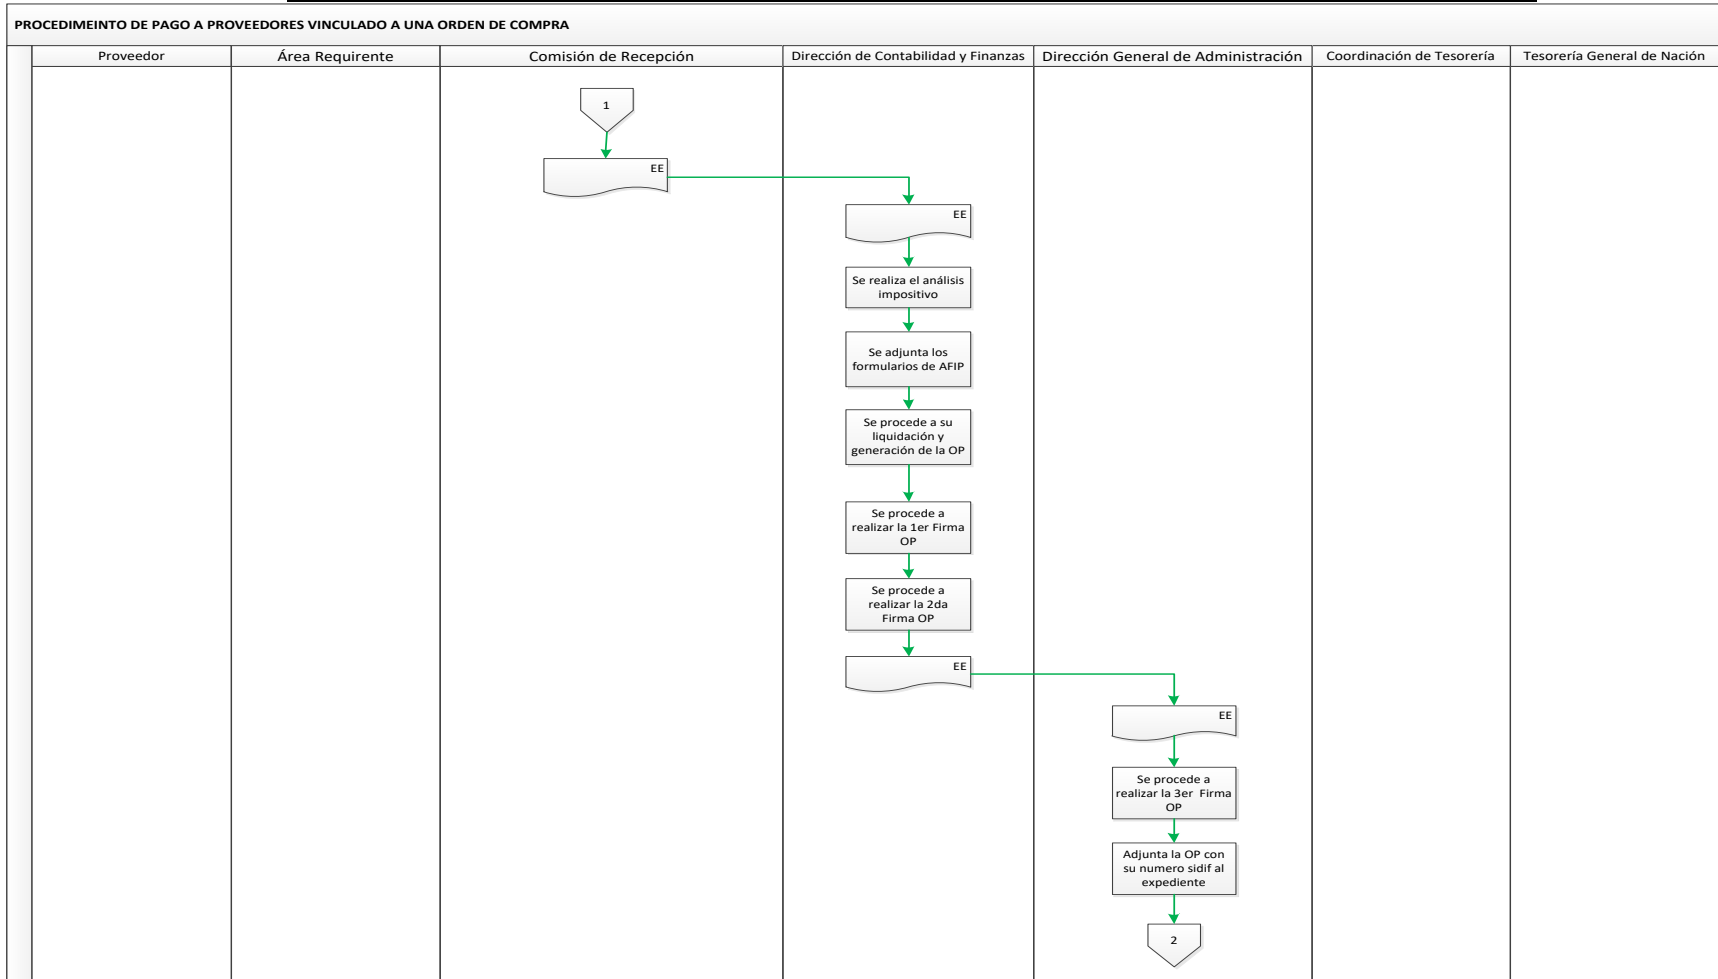 PROCEDIMEINTO DE PAGO A PROVEEDORES VINCULADO A UNA ORDEN DE COMPRA
Proveedor
Área Requirente
Comisión de Recepción
Dirección de Contabilidad y Finanzas
Dirección General de Administración
Coordinación de Tesorería
Tesorería General de Nación
1
EE
EE
Se realiza el análisis
impositivo
Se adjunta los
formularios de AFIP
Se procede a su
liquidación y
generación de la OP
Se procede a
realizar la 1er Firma
OP
Se procede a
realizar la 2da
Firma OP
EE
EE
Se procede a
realizar la 3er Firma
OP
Adjunta la OP con
su numero sidif al
expediente
2